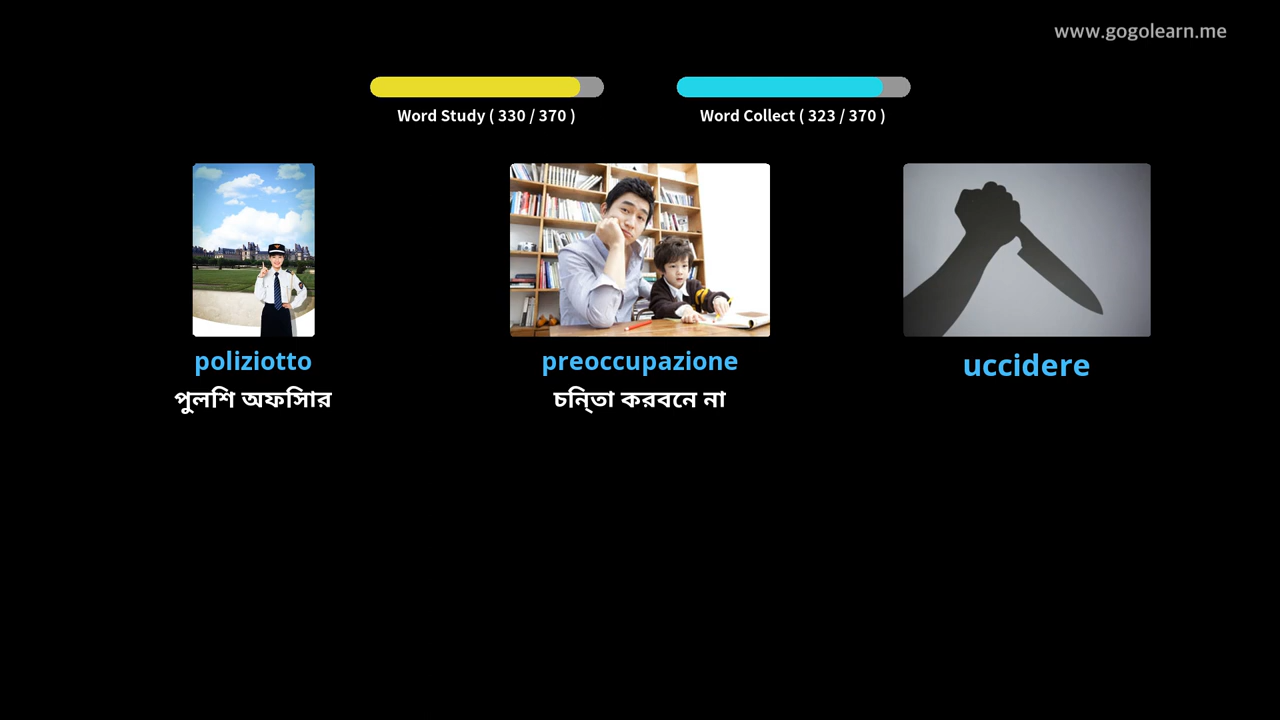 www.gogolearn.me
Word Study ( 330 / 370 )
Word Collect ( 323 / 370 )
poliziotto
preoccupazione
uccidere
পুলিশ অফিসার
চিন্তা করবেন না